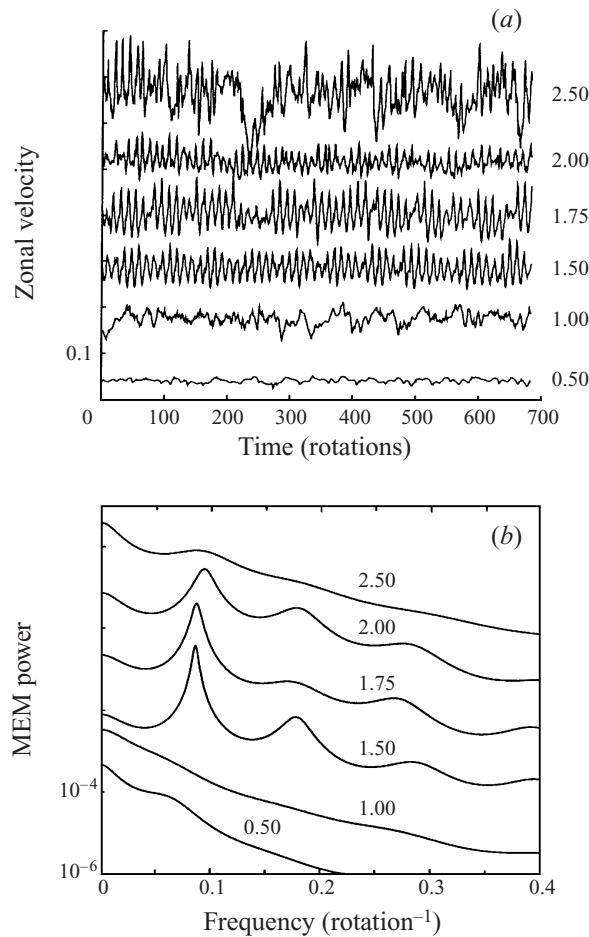 (a)
Zonal velocity
2.50
2.00
1.75
1.50
1.00
0.50
0.1
0 100 200 300 400 500 600 700
Time (rotations)
(b)
MEM power
2.50
2.00
1.75
1.50
1.00
0.50
10⁻⁴
10⁻⁶
0 0.1 0.2 0.3 0.4
Frequency (rotation⁻¹)